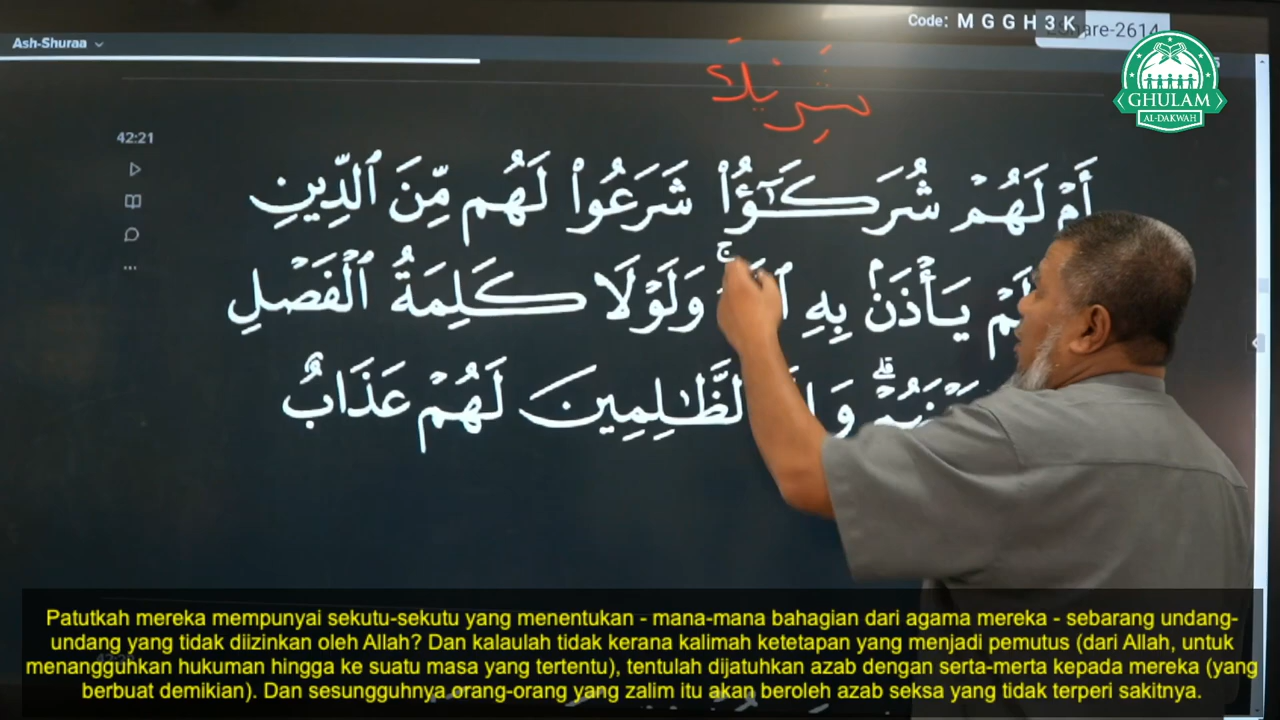 Code: M G G H 3 K
Share-2614
Ash-Shuraa
GHULAM
AL-DAKWAH
شَرِيْكَ
42:21
أَمْ لَهُمْ شُرَكَـٰٓؤُا۟ شَرَعُوا۟ لَهُم مِّنَ ٱلدِّينِ
لَمْ يَأْذَنۢ بِهِ وَلَوْلَا كَلِمَةُ ٱلْفَصْلِ
ٱلظَّـٰلِمِينَ لَهُمْ عَذَابٌ
Patutkah mereka mempunyai sekutu-sekutu yang menentukan - mana-mana bahagian dari agama mereka - sebarang undang-
undang yang tidak diizinkan oleh Allah? Dan kalaulah tidak kerana kalimah ketetapan yang menjadi pemutus (dari Allah, untuk
menangguhkan hukuman hingga ke suatu masa yang tertentu), tentulah dijatuhkan azab dengan serta-merta kepada mereka (yang
berbuat demikian). Dan sesungguhnya orang-orang yang zalim itu akan beroleh azab seksa yang tidak terperi sakitnya.